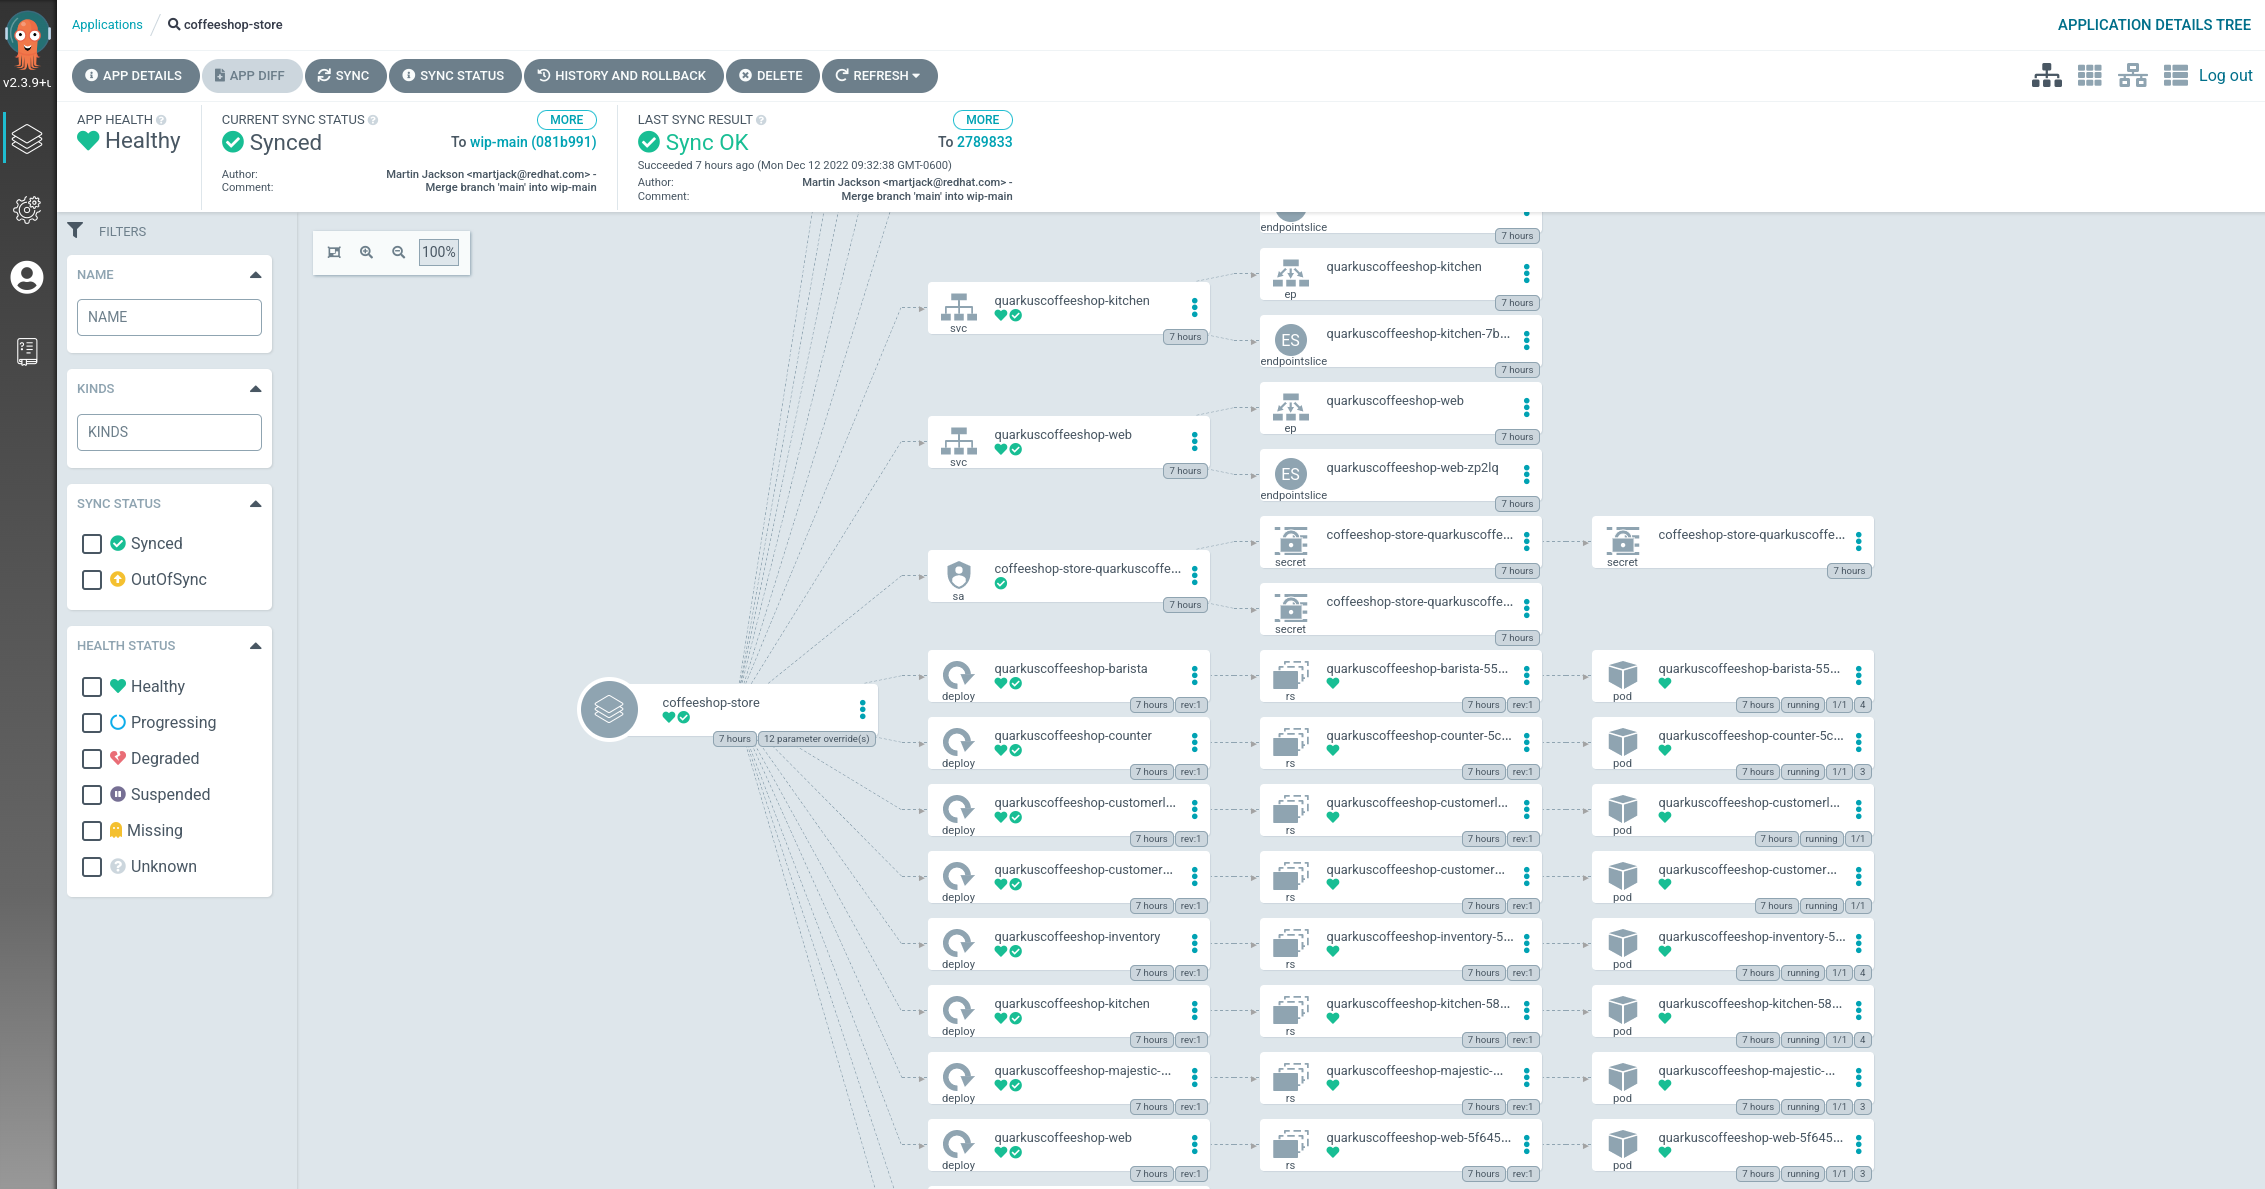 Applications / coffeeshop-store
APPLICATION DETAILS TREE
v2.3.9+u
APP DETAILS
APP DIFF
SYNC
SYNC STATUS
HISTORY AND ROLLBACK
DELETE
REFRESH
Log out
APP HEALTH
Healthy
CURRENT SYNC STATUS
MORE
Synced
To wip-main (081b991)
Author: Martin Jackson <martjack@redhat.com> -
Comment: Merge branch 'main' into wip-main
LAST SYNC RESULT
MORE
Sync OK
To 2789833
Succeeded 7 hours ago (Mon Dec 12 2022 09:32:38 GMT-0600)
Author: Martin Jackson <martjack@redhat.com> -
Comment: Merge branch 'main' into wip-main
FILTERS
NAME
NAME
KINDS
KINDS
SYNC STATUS
Synced
OutOfSync
HEALTH STATUS
Healthy
Progressing
Degraded
Suspended
Missing
Unknown
100%
coffeeshop-store
7 hours 12 parameter override(s)
quarkuscoffeeshop-kitchen
svc
7 hours
quarkuscoffeeshop-web
svc
7 hours
coffeeshop-store-quarkuscoffe...
sa
7 hours
quarkuscoffeeshop-barista
deploy
7 hours rev:1
quarkuscoffeeshop-counter
deploy
7 hours rev:1
quarkuscoffeeshop-customerl...
deploy
7 hours rev:1
quarkuscoffeeshop-customer...
deploy
7 hours rev:1
quarkuscoffeeshop-inventory
deploy
7 hours rev:1
quarkuscoffeeshop-kitchen
deploy
7 hours rev:1
quarkuscoffeeshop-majestic-...
deploy
7 hours rev:1
quarkuscoffeeshop-web
deploy
7 hours rev:1
endpointslice
7 hours
quarkuscoffeeshop-kitchen
ep
7 hours
quarkuscoffeeshop-kitchen-7b...
ES
endpointslice
7 hours
quarkuscoffeeshop-web
ep
7 hours
quarkuscoffeeshop-web-zp2lq
ES
endpointslice
7 hours
coffeeshop-store-quarkuscoffe...
secret
7 hours
coffeeshop-store-quarkuscoffe...
secret
7 hours
quarkuscoffeeshop-barista-55...
rs
7 hours rev:1
quarkuscoffeeshop-counter-5c...
rs
7 hours rev:1
quarkuscoffeeshop-customerl...
rs
7 hours rev:1
quarkuscoffeeshop-customer...
rs
7 hours rev:1
quarkuscoffeeshop-inventory-5...
rs
7 hours rev:1
quarkuscoffeeshop-kitchen-58...
rs
7 hours rev:1
quarkuscoffeeshop-majestic-...
rs
7 hours rev:1
quarkuscoffeeshop-web-5f645...
rs
7 hours rev:1
coffeeshop-store-quarkuscoffe...
secret
7 hours
quarkuscoffeeshop-barista-55...
pod
7 hours running 1/1 4
quarkuscoffeeshop-counter-5c...
pod
7 hours running 1/1 3
quarkuscoffeeshop-customerl...
pod
7 hours running 1/1
quarkuscoffeeshop-customer...
pod
7 hours running 1/1
quarkuscoffeeshop-inventory-5...
pod
7 hours running 1/1 4
quarkuscoffeeshop-kitchen-58...
pod
7 hours running 1/1 4
quarkuscoffeeshop-majestic-...
pod
7 hours running 1/1 3
quarkuscoffeeshop-web-5f645...
pod
7 hours running 1/1 3